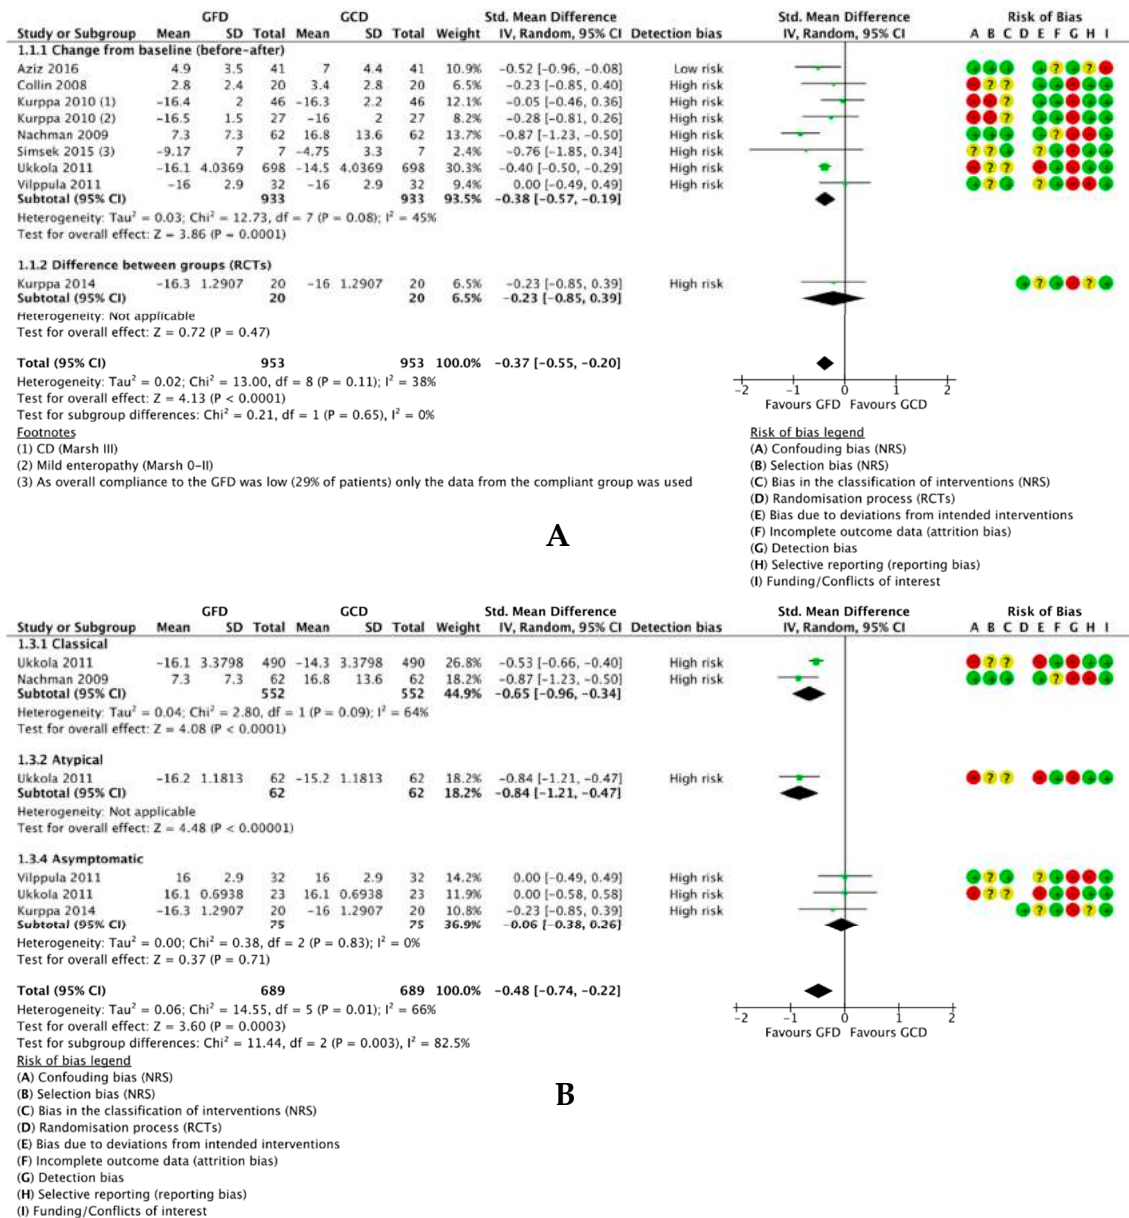 GFD GCD Std. Mean Difference Std. Mean Difference Risk of Bias
Study or Subgroup Mean SD Total Mean SD Total Weight IV, Random, 95% CI Detection bias IV, Random, 95% CI A B C D E F G H I
1.1.1 Change from baseline (before-after)
Aziz 2016 4.9 3.5 41 7 4.4 41 10.9% -0.52 [-0.96, -0.08] Low risk + + + + ? + ?
Collin 2008 2.8 2.4 20 3.4 2.8 20 6.5% -0.23 [-0.85, 0.40] High risk ? ? + + +
Kurppa 2010 (1) -16.4 2 46 -16.3 2.2 46 12.1% -0.05 [-0.46, 0.36] High risk ? + + +
Kurppa 2010 (2) -16.5 1.5 27 -16 2 27 8.2% -0.28 [-0.81, 0.26] High risk ? + + +
Nachman 2009 7.3 7.3 62 16.8 13.6 62 13.7% -0.87 [-1.23, -0.50] High risk + + + + ? +
Simsek 2015 (3) -9.17 7 7 -4.75 3.3 7 2.4% -0.76 [-1.85, 0.34] High risk ? ? + ? + +
Ukkola 2011 -16.1 4.0369 698 -14.5 4.0369 698 30.3% -0.40 [-0.50, -0.29] High risk ? ? + + +
Vilppula 2011 -16 2.9 32 -16 2.9 32 9.4% 0.00 [-0.49, 0.49] High risk + ? + ? + +
Subtotal (95% CI) 933 933 93.5% -0.38 [-0.57, -0.19]
Heterogeneity: Tau² = 0.03; Chi² = 12.73, df = 7 (P = 0.08); I² = 45%
Test for overall effect: Z = 3.86 (P = 0.0001)
1.1.2 Difference between groups (RCTs)
Kurppa 2014 -16.3 1.2907 20 -16 1.2907 20 6.5% -0.23 [-0.85, 0.39] High risk + ? + ? +
Subtotal (95% CI) 20 20 6.5% -0.23 [-0.85, 0.39]
Heterogeneity: Not applicable
Test for overall effect: Z = 0.72 (P = 0.47)
Total (95% CI) 953 953 100.0% -0.37 [-0.55, -0.20]
Heterogeneity: Tau² = 0.02; Chi² = 13.00, df = 8 (P = 0.11); I² = 38%
Test for overall effect: Z = 4.13 (P < 0.0001)
Test for subgroup differences: Chi² = 0.21, df = 1 (P = 0.65), I² = 0%
-2 -1 0 1 2
Favours GFD Favours GCD
Footnotes
(1) CD (Marsh III)
(2) Mild enteropathy (Marsh 0-II)
(3) As overall compliance to the GFD was low (29% of patients) only the data from the compliant group was used
Risk of bias legend
(A) Confouding bias (NRS)
(B) Selection bias (NRS)
(C) Bias in the classification of interventions (NRS)
(D) Randomisation process (RCTs)
(E) Bias due to deviations from intended interventions
(F) Incomplete outcome data (attrition bias)
(G) Detection bias
(H) Selective reporting (reporting bias)
(I) Funding/Conflicts of interest
A
GFD GCD Std. Mean Difference Std. Mean Difference Risk of Bias
Study or Subgroup Mean SD Total Mean SD Total Weight IV, Random, 95% CI Detection bias IV, Random, 95% CI A B C D E F G H I
1.3.1 Classical
Ukkola 2011 -16.1 3.3798 490 -14.3 3.3798 490 26.8% -0.53 [-0.66, -0.40] High risk ? ? + + +
Nachman 2009 7.3 7.3 62 16.8 13.6 62 18.2% -0.87 [-1.23, -0.50] High risk + + + + ? +
Subtotal (95% CI) 552 552 44.9% -0.65 [-0.96, -0.34]
Heterogeneity: Tau² = 0.04; Chi² = 2.80, df = 1 (P = 0.09); I² = 64%
Test for overall effect: Z = 4.08 (P < 0.0001)
1.3.2 Atypical
Ukkola 2011 -16.2 1.1813 62 -15.2 1.1813 62 18.2% -0.84 [-1.21, -0.47] High risk ? ? + + +
Subtotal (95% CI) 62 62 18.2% -0.84 [-1.21, -0.47]
Heterogeneity: Not applicable
Test for overall effect: Z = 4.48 (P < 0.00001)
1.3.4 Asymptomatic
Vilppula 2011 16 2.9 32 16 2.9 32 14.2% 0.00 [-0.49, 0.49] High risk + ? + ? + +
Ukkola 2011 16.1 0.6938 23 16.1 0.6938 23 11.9% 0.00 [-0.58, 0.58] High risk ? ? + + +
Kurppa 2014 -16.3 1.2907 20 -16 1.2907 20 10.8% -0.23 [-0.85, 0.39] High risk + ? + ? +
Subtotal (95% CI) 75 75 36.9% -0.06 [-0.38, 0.26]
Heterogeneity: Tau² = 0.00; Chi² = 0.38, df = 2 (P = 0.83); I² = 0%
Test for overall effect: Z = 0.37 (P = 0.71)
Total (95% CI) 689 689 100.0% -0.48 [-0.74, -0.22]
Heterogeneity: Tau² = 0.06; Chi² = 14.55, df = 5 (P = 0.01); I² = 66%
Test for overall effect: Z = 3.60 (P = 0.0003)
Test for subgroup differences: Chi² = 11.44, df = 2 (P = 0.003), I² = 82.5%
-2 -1 0 1 2
Favours GFD Favours GCD
Risk of bias legend
(A) Confouding bias (NRS)
(B) Selection bias (NRS)
(C) Bias in the classification of interventions (NRS)
(D) Randomisation process (RCTs)
(E) Bias due to deviations from intended interventions
(F) Incomplete outcome data (attrition bias)
(G) Detection bias
(H) Selective reporting (reporting bias)
(I) Funding/Conflicts of interest
B